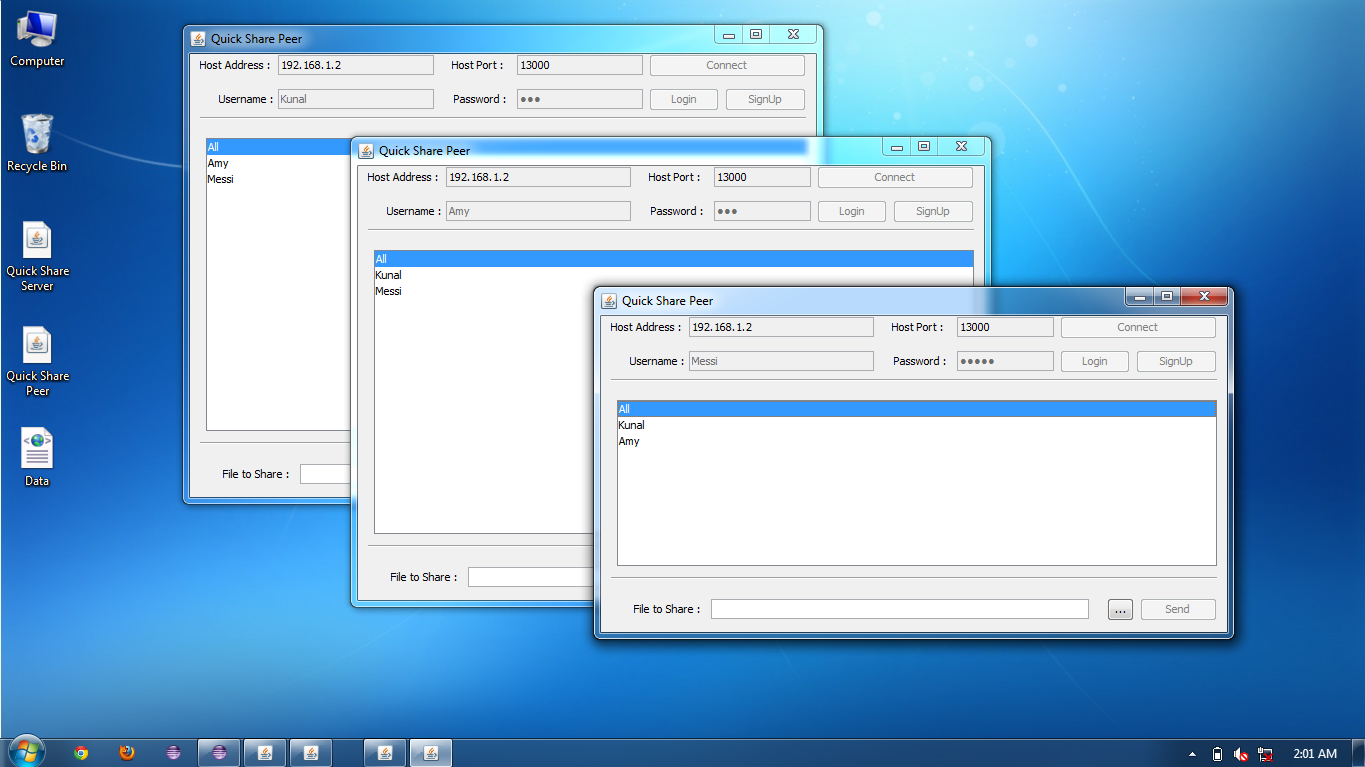 Computer
Recycle Bin
Quick Share
Server
Quick Share
Peer
Data
Quick Share Peer
Host Address : 192.168.1.2 Host Port : 13000 Connect
Username : Kunal Password : ●●● Login SignUp
All
Amy
Messi
File to Share :
Quick Share Peer
Host Address : 192.168.1.2 Host Port : 13000 Connect
Username : Amy Password : ●●● Login SignUp
All
Kunal
Messi
File to Share :
Quick Share Peer
Host Address : 192.168.1.2 Host Port : 13000 Connect
Username : Messi Password : ●●●●● Login SignUp
All
Kunal
Amy
File to Share : ... Send
2:01 AM